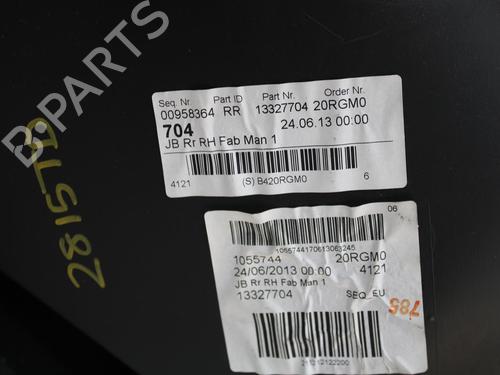 Seq. Nr Part ID Part Nr. Order Nr.
00958364 RR 13327704 20RGM0
704 24.06.13 00:00
JB Rr RH Fab Man 1
4121 (S) B420RGM0 6
2815TD
06
1055744170613063245
1055744 20RGM0
24/06/2013 00:00 4121
JB Rr RH Fab Man 1
13327704 SEQ_EU
785